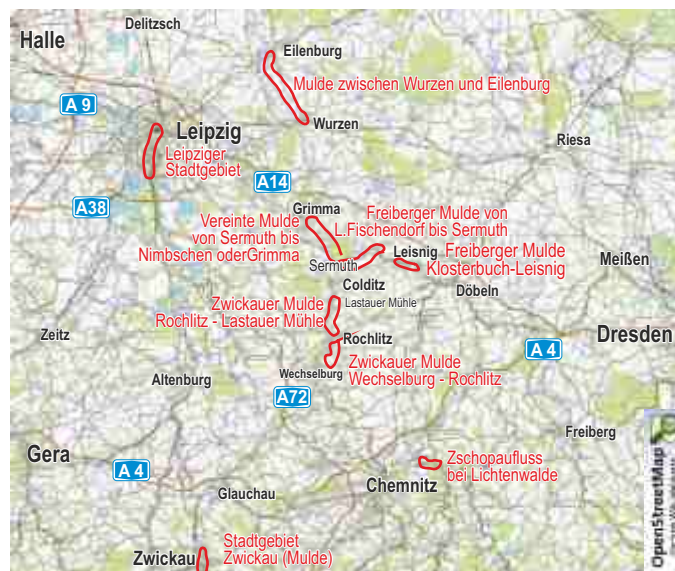 Delitzsch
Halle
Eilenburg
Mulde zwischen Wurzen und Eilenburg
A 9
Wurzen
Leipzig
Riesa
Leipziger
Stadtgebiet
A14
A38
Grimma
Freiberger Mulde von
L.Fischendorf bis Sermuth
Vereinte Mulde
von Sermuth bis
Nimbschen oderGrimma
Leisnig
Freiberger Mulde
Klosterbuch-Leisnig
Meißen
Sermuth
Colditz
Döbeln
Lastauer Mühle
Zwickauer Mulde
Rochlitz - Lastauer Mühle
Zeitz
Rochlitz
Dresden
A 4
Zwickauer Mulde
Wechselburg - Rochlitz
Wechselburg
Altenburg
A72
Freiberg
Gera
A 4
Zschopaufluss
bei Lichtenwalde
Chemnitz
Glauchau
OpenStreetMap
Stadtgebiet
Zwickau (Mulde)
Zwickau